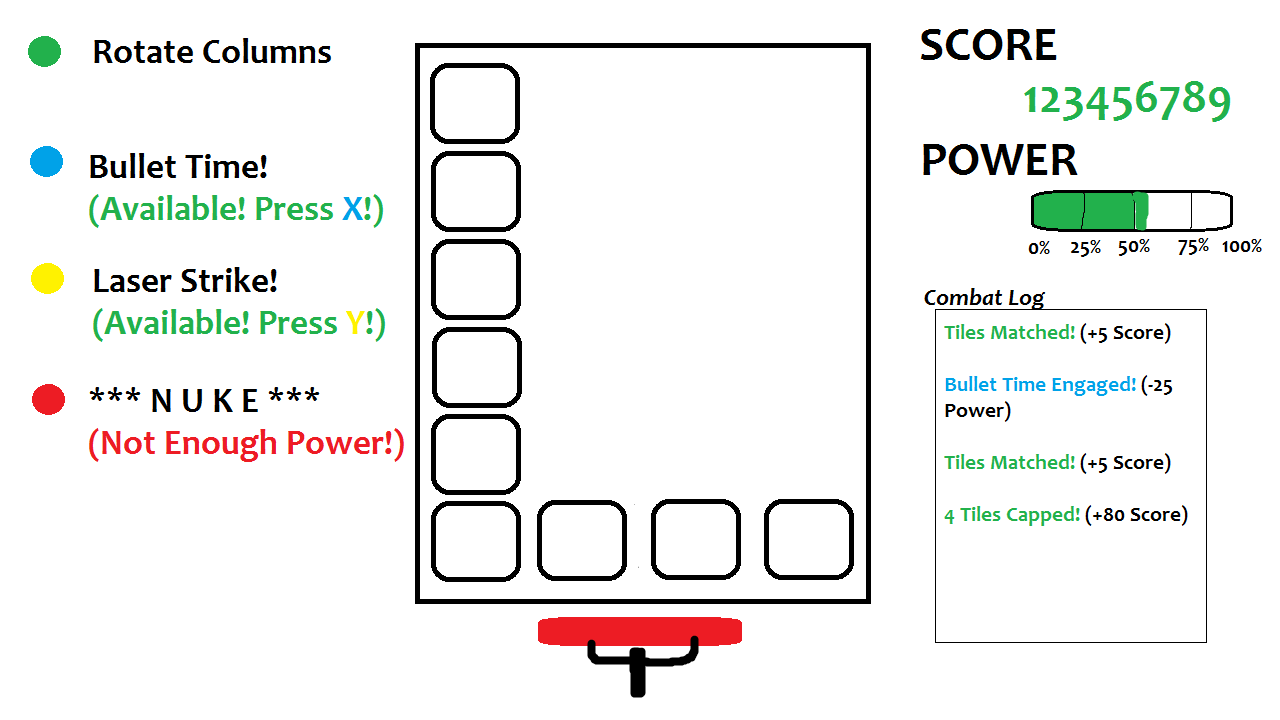 Rotate Columns
Bullet Time!
(Available! Press X!)
Laser Strike!
(Available! Press Y!)
*** N U K E ***
(Not Enough Power!)
SCORE
123456789
POWER
0% 25% 50% 75% 100%
Combat Log
Tiles Matched! (+5 Score)
Bullet Time Engaged! (-25
Power)
Tiles Matched! (+5 Score)
4 Tiles Capped! (+80 Score)